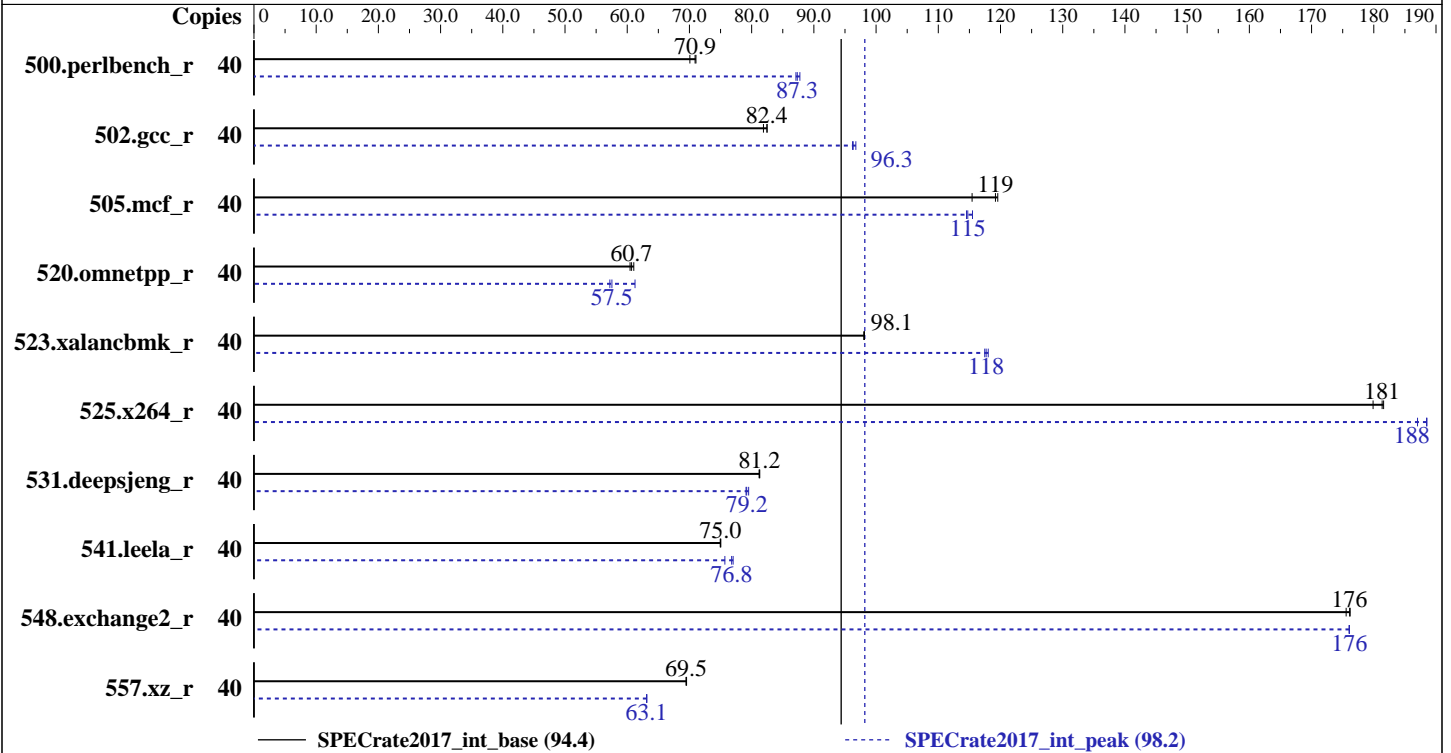 Copies 0 10.0 20.0 30.0 40.0 50.0 60.0 70.0 80.0 90.0 100 110 120 130 140 150 160 170 180 190
70.9
500.perlbench_r 40
87.3
82.4
502.gcc_r 40
96.3
119
505.mcf_r 40
115
60.7
520.omnetpp_r 40
57.5
98.1
523.xalancbmk_r 40
118
181
525.x264_r 40
188
81.2
531.deepsjeng_r 40
79.2
75.0
541.leela_r 40
76.8
176
548.exchange2_r 40
176
69.5
557.xz_r 40
63.1
SPECrate2017_int_base (94.4) SPECrate2017_int_peak (98.2)